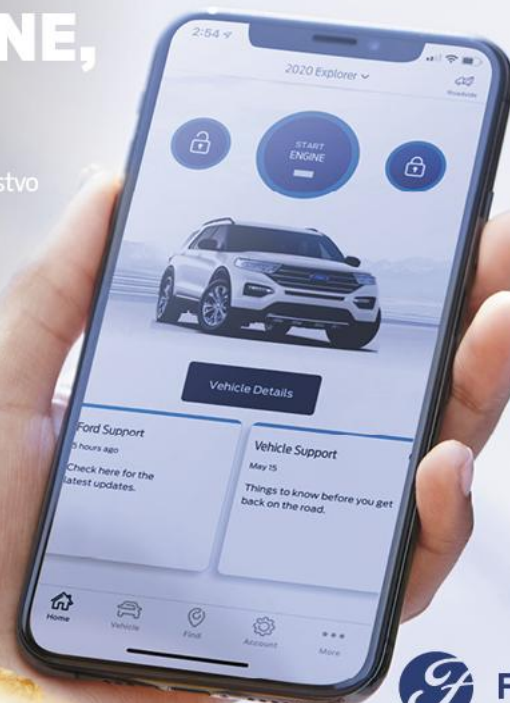 NE,
stvo
2:54
2020 Explorer
Roadside
START
ENGINE
Vehicle Details
Ford Support
5 hours ago
Check here for the
latest updates.
Vehicle Support
May 15
Things to know before you get
back on the road.
Home
Vehicle
Find
Account
More
F